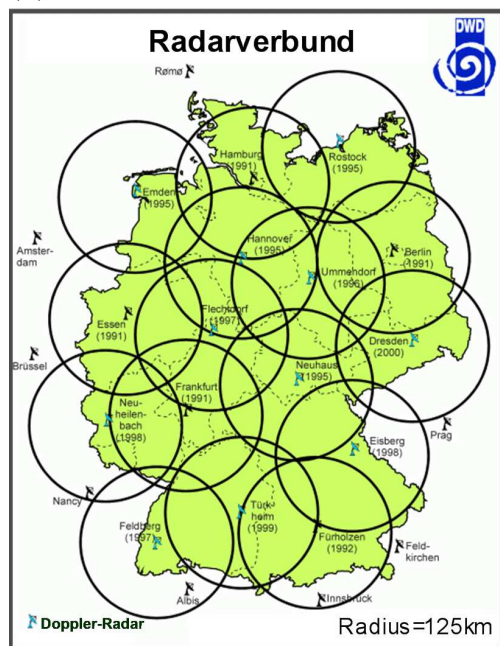 Radarverbund
DWD
Rømø
Hamburg
(1991)
Rostock
(1995)
Emden
(1995)
Amster-
dam
Hannover
(1995)
Ummendorf
(1996)
Berlin
(1991)
Essen
(1991)
Flechtdorf
(1997)
Dresden
(2000)
Brüssel
Neuhaus
(1995)
Frankfurt
(1991)
Neu-
heilen-
bach
(1998)
Prag
Eisberg
(1998)
Nancy
Feldberg
(1997)
Türk-
heim
(1999)
Fürholzen
(1992)
Feld-
kirchen
Albis
Innsbruck
Doppler-Radar
Radius=125km